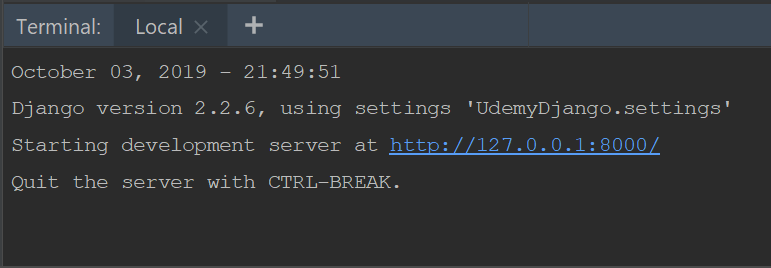 Terminal: Local × +
October 03, 2019 - 21:49:51
Django version 2.2.6, using settings 'UdemyDjango.settings'
Starting development server at http://127.0.0.1:8000/
Quit the server with CTRL-BREAK.